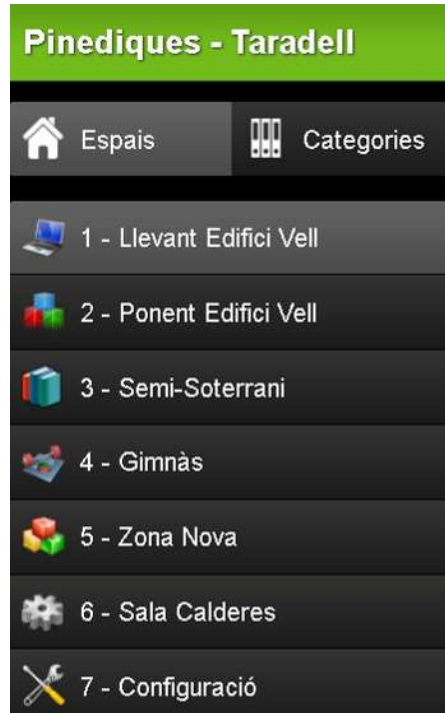 Pinediques - Taradell
Espais
Categories
1 - Llevant Edifici Vell
2 - Ponent Edifici Vell
3 - Semi-Soterrani
4 - Gimnàs
5 - Zona Nova
6 - Sala Calderes
7 - Configuració